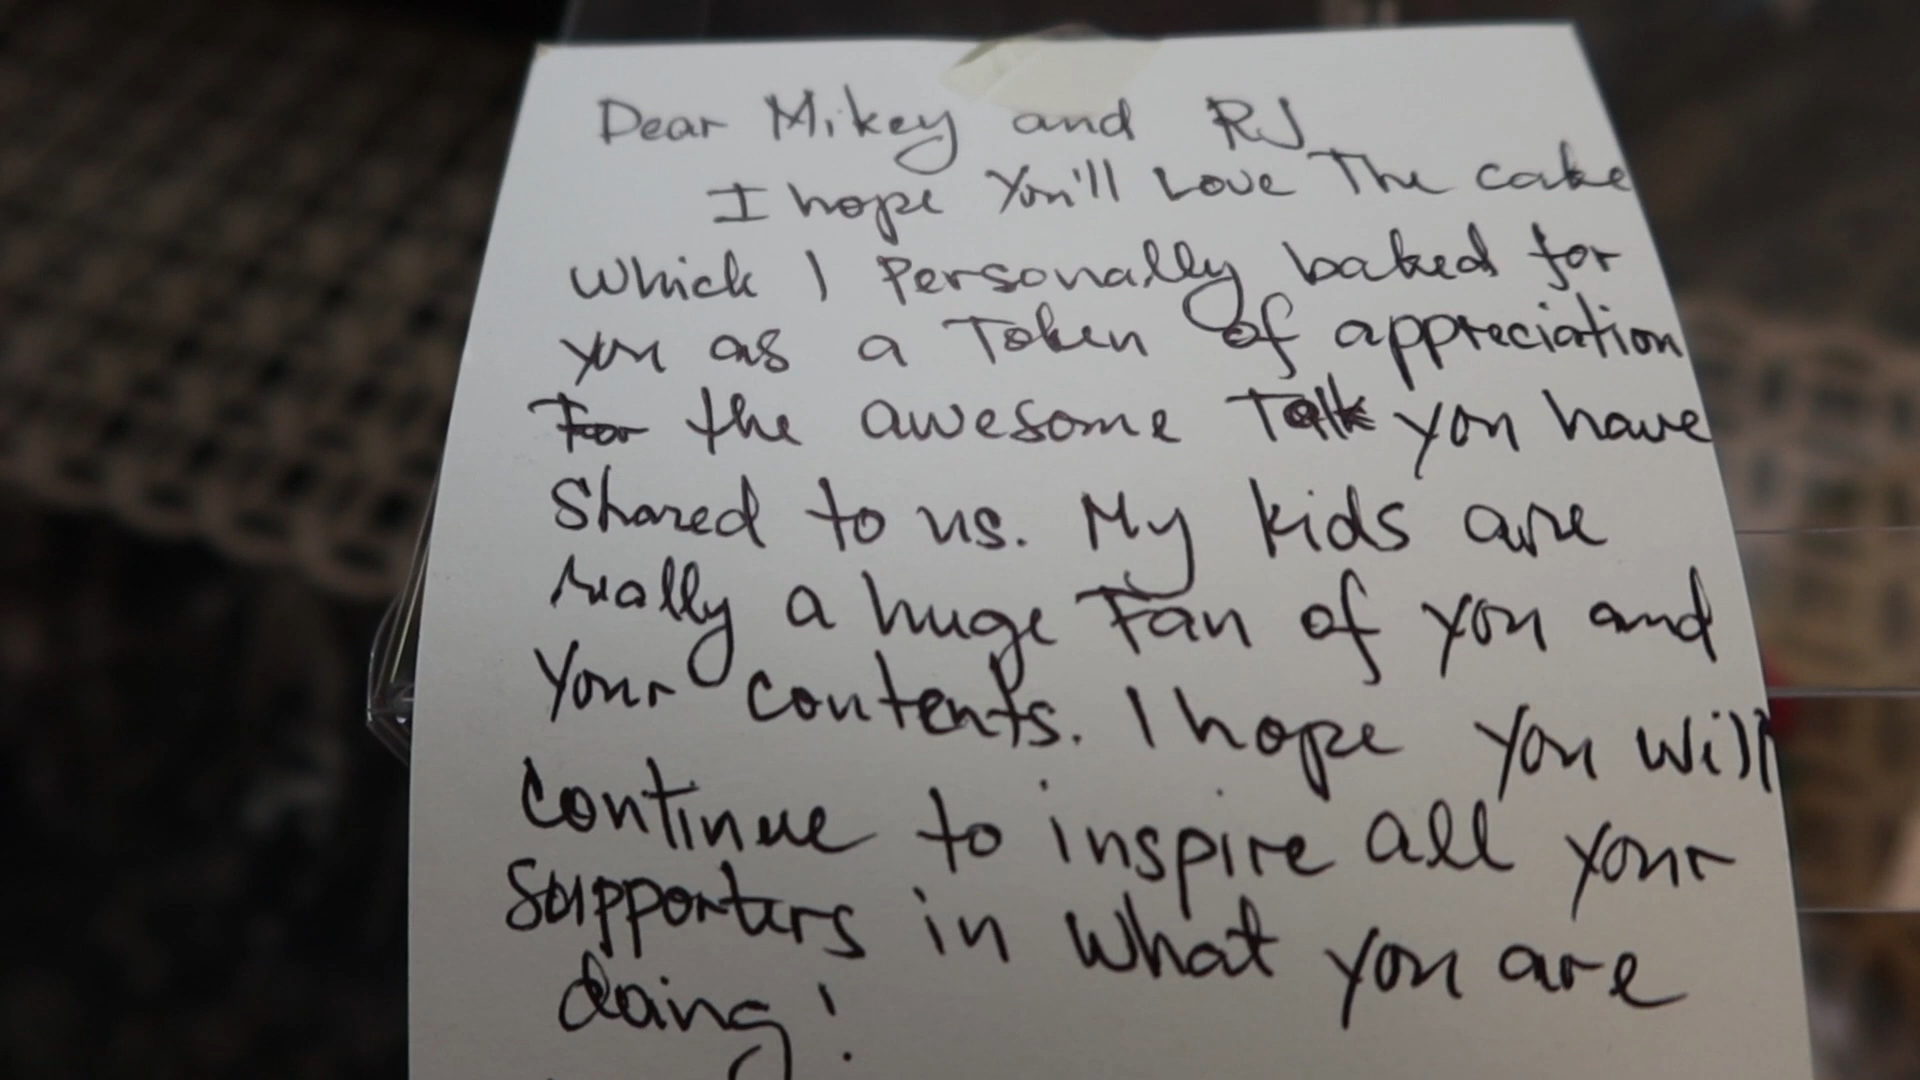 Dear Mikey and RJ
I hope You'll Love The cake
Which I Personally baked for
you as a Token of appreciation
For the awesome Talk you have
Shared to us. My kids are
really a huge Fan of you and
Your contents. I hope you will
continue to inspire all your
Supporters in what you are
doing!